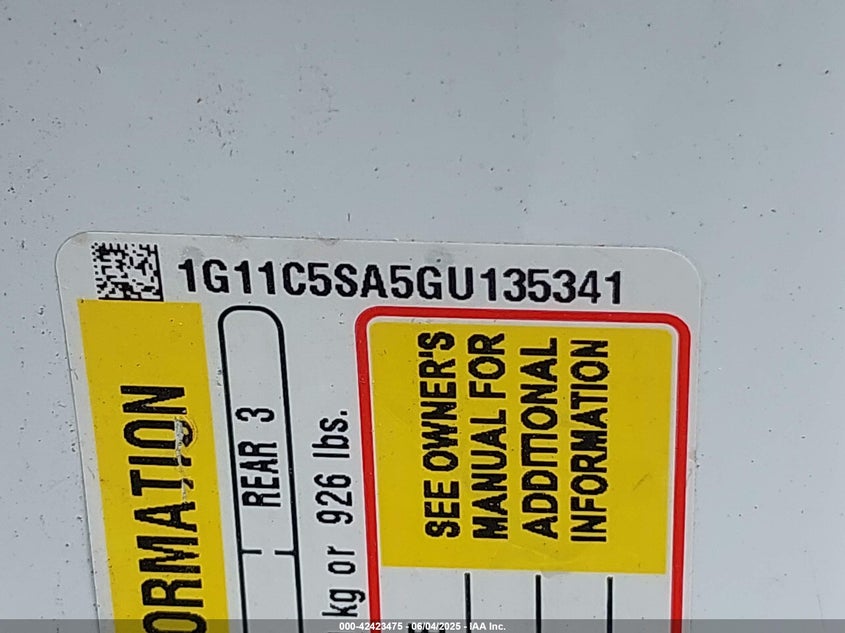 1G11C5SA5GU135341
ORMATION
REAR 3
kg or 926 lbs.
SEE OWNER'S
MANUAL FOR
ADDITIONAL
INFORMATION
000-42423475 - 06/04/2025 - IAA Inc.